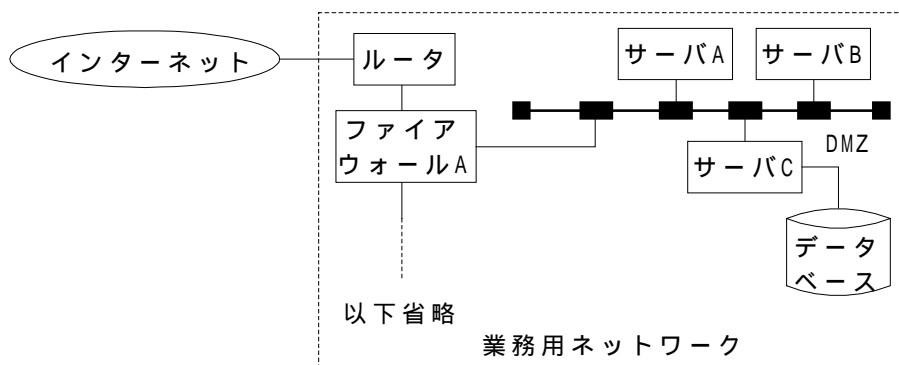 インターネット
ルータ
サーバA
サーバB
ファイア
ウォールA
DMZ
サーバC
データ
ベース
以下省略
業務用ネットワーク